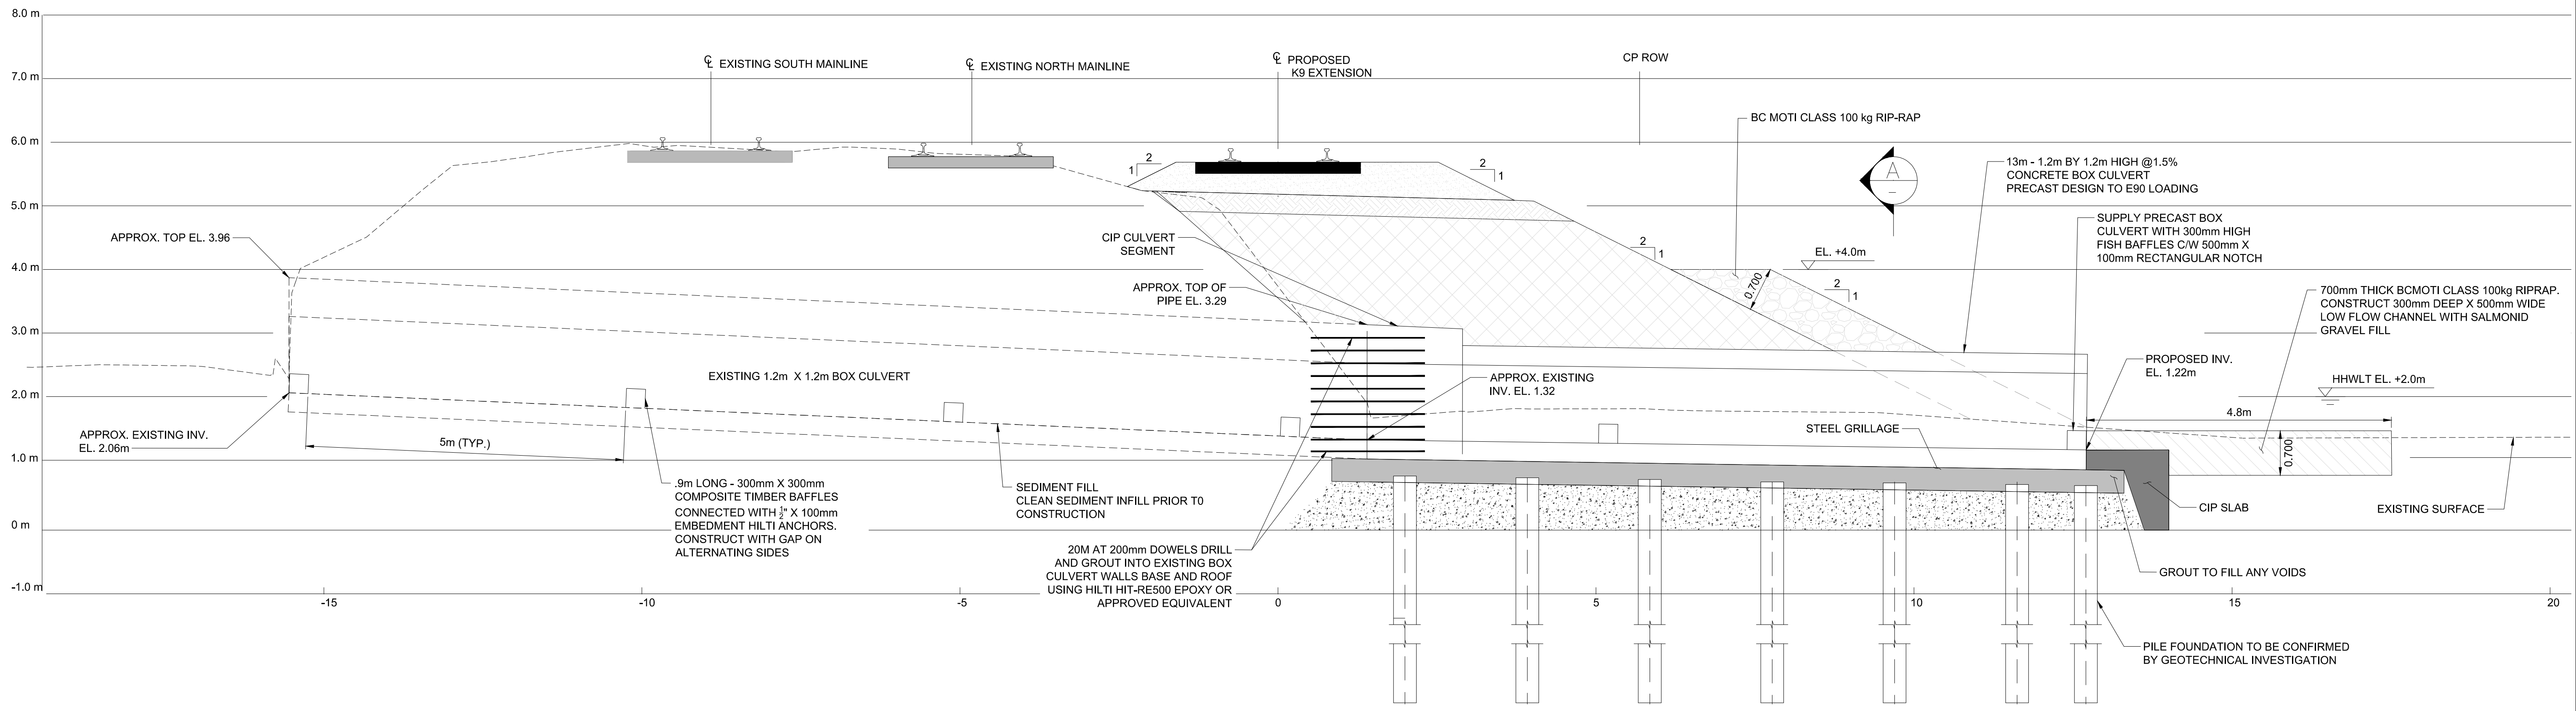 8.0 m
7.0 m
6.0 m
5.0 m
4.0 m
3.0 m
2.0 m
1.0 m
0 m
-1.0 m
℄ EXISTING SOUTH MAINLINE
℄ EXISTING NORTH MAINLINE
℄ PROPOSED
K9 EXTENSION
CP ROW
BC MOTI CLASS 100 kg RIP-RAP
13m - 1.2m BY 1.2m HIGH @1.5%
CONCRETE BOX CULVERT
PRECAST DESIGN TO E90 LOADING
A
-
SUPPLY PRECAST BOX
CULVERT WITH 300mm HIGH
FISH BAFFLES C/W 500mm X
100mm RECTANGULAR NOTCH
2
1
2
1
2
1
2
1
EL. +4.0m
0.700
APPROX. TOP EL. 3.96
CIP CULVERT
SEGMENT
APPROX. TOP OF
PIPE EL. 3.29
700mm THICK BCMOTI CLASS 100kg RIPRAP.
CONSTRUCT 300mm DEEP X 500mm WIDE
LOW FLOW CHANNEL WITH SALMONID
GRAVEL FILL
PROPOSED INV.
EL. 1.22m
HHWLT EL. +2.0m
4.8m
0.700
EXISTING 1.2m X 1.2m BOX CULVERT
APPROX. EXISTING
INV. EL. 1.32
APPROX. EXISTING INV.
EL. 2.06m
5m (TYP.)
STEEL GRILLAGE
.9m LONG - 300mm X 300mm
COMPOSITE TIMBER BAFFLES
CONNECTED WITH ½" X 100mm
EMBEDMENT HILTI ANCHORS.
CONSTRUCT WITH GAP ON
ALTERNATING SIDES
SEDIMENT FILL
CLEAN SEDIMENT INFILL PRIOR T0
CONSTRUCTION
20M AT 200mm DOWELS DRILL
AND GROUT INTO EXISTING BOX
CULVERT WALLS BASE AND ROOF
USING HILTI HIT-RE500 EPOXY OR
APPROVED EQUIVALENT
CIP SLAB
EXISTING SURFACE
GROUT TO FILL ANY VOIDS
-15
-10
-5
0
5
10
15
20
PILE FOUNDATION TO BE CONFIRMED
BY GEOTECHNICAL INVESTIGATION